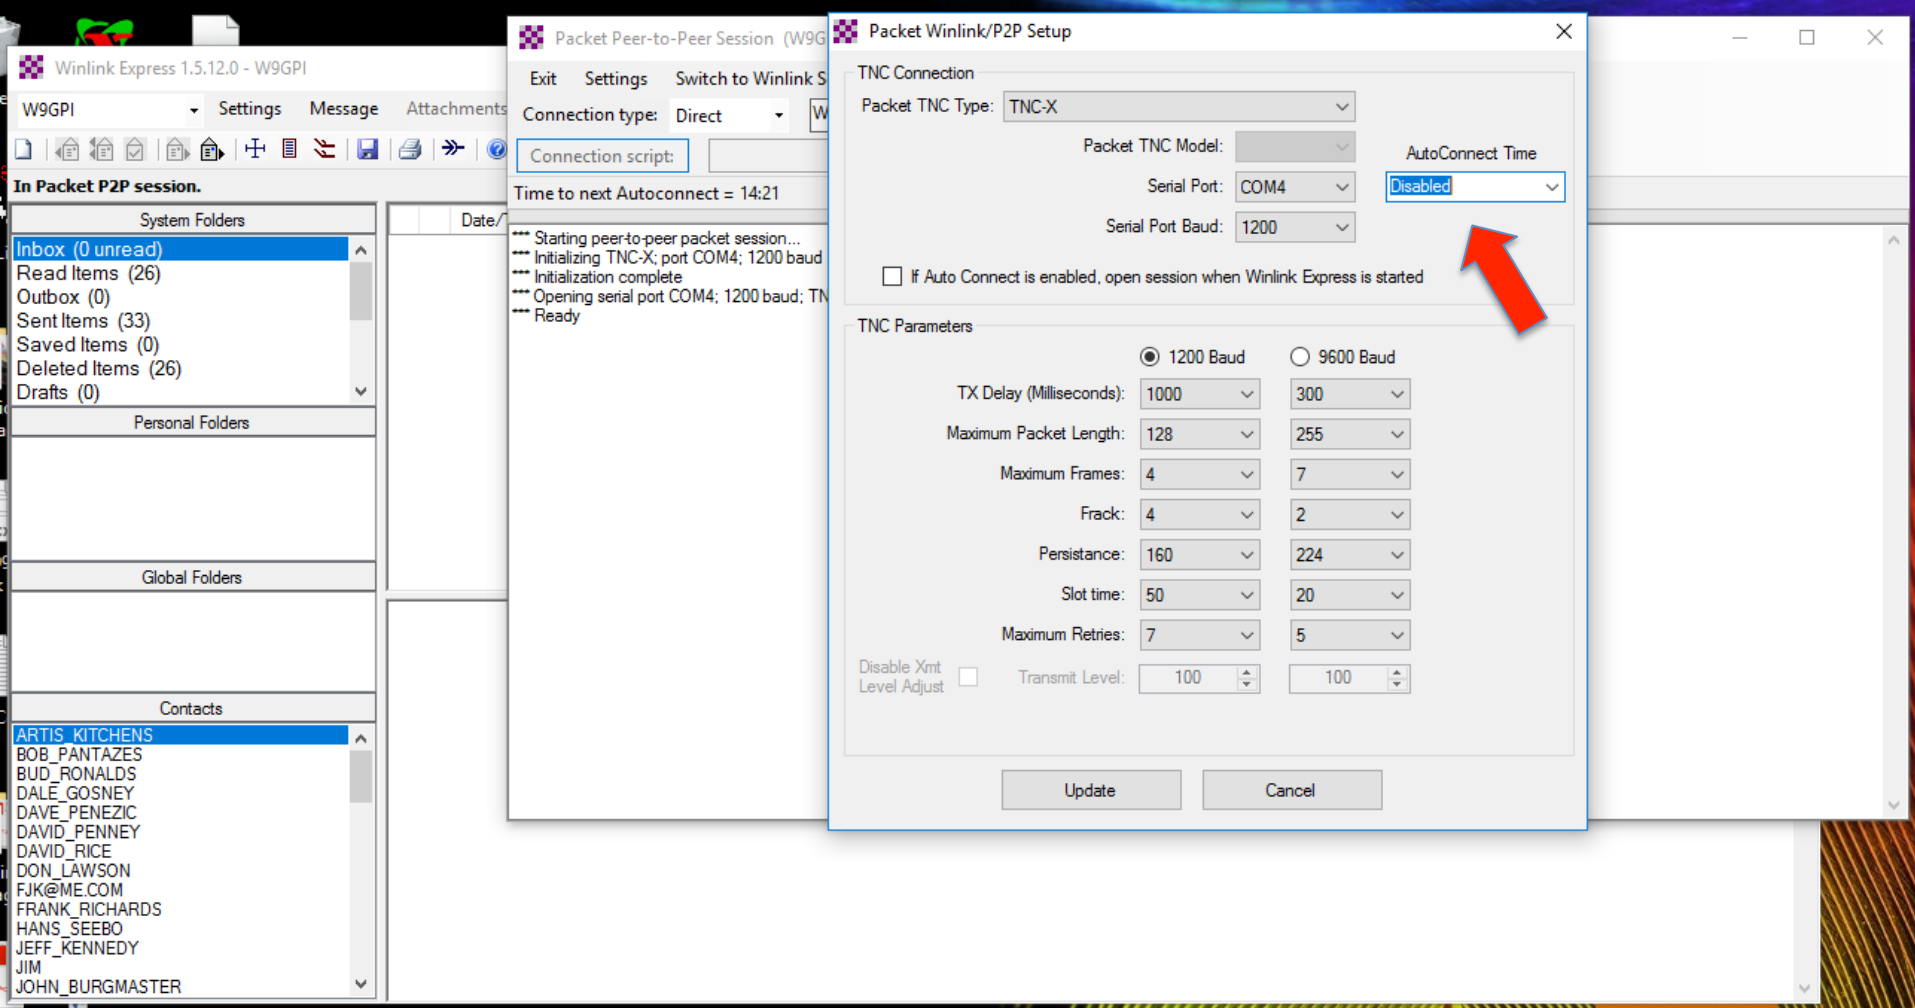 Winlink Express 1.5.12.0 - W9GPI
W9GPI Settings Message Attachments
In Packet P2P session.
System Folders
Inbox (0 unread)
Read Items (26)
Outbox (0)
Sent Items (33)
Saved Items (0)
Deleted Items (26)
Drafts (0)
Personal Folders
Global Folders
Contacts
ARTIS_KITCHENS
BOB_PANTAZES
BUD_RONALDS
DALE_GOSNEY
DAVE_PENEZIC
DAVID_PENNEY
DAVID_RICE
DON_LAWSON
FJK@ME.COM
FRANK_RICHARDS
HANS_SEEBO
JEFF_KENNEDY
JIM
JOHN_BURGMASTER
Date/
Packet Peer-to-Peer Session (W9G
Exit Settings Switch to Winlink S
Connection type: Direct W
Connection script:
Time to next Autoconnect = 14:21
*** Starting peer-to-peer packet session...
*** Initializing TNC-X; port COM4; 1200 baud
*** Initialization complete
*** Opening serial port COM4; 1200 baud; TN
*** Ready
Packet Winlink/P2P Setup
TNC Connection
Packet TNC Type: TNC-X
Packet TNC Model:
AutoConnect Time
Serial Port: COM4 Disabled
Serial Port Baud: 1200
If Auto Connect is enabled, open session when Winlink Express is started
TNC Parameters
1200 Baud 9600 Baud
TX Delay (Milliseconds): 1000 300
Maximum Packet Length: 128 255
Maximum Frames: 4 7
Frack: 4 2
Persistance: 160 224
Slot time: 50 20
Maximum Retries: 7 5
Disable Xmt
Level Adjust Transmit Level: 100 100
Update Cancel